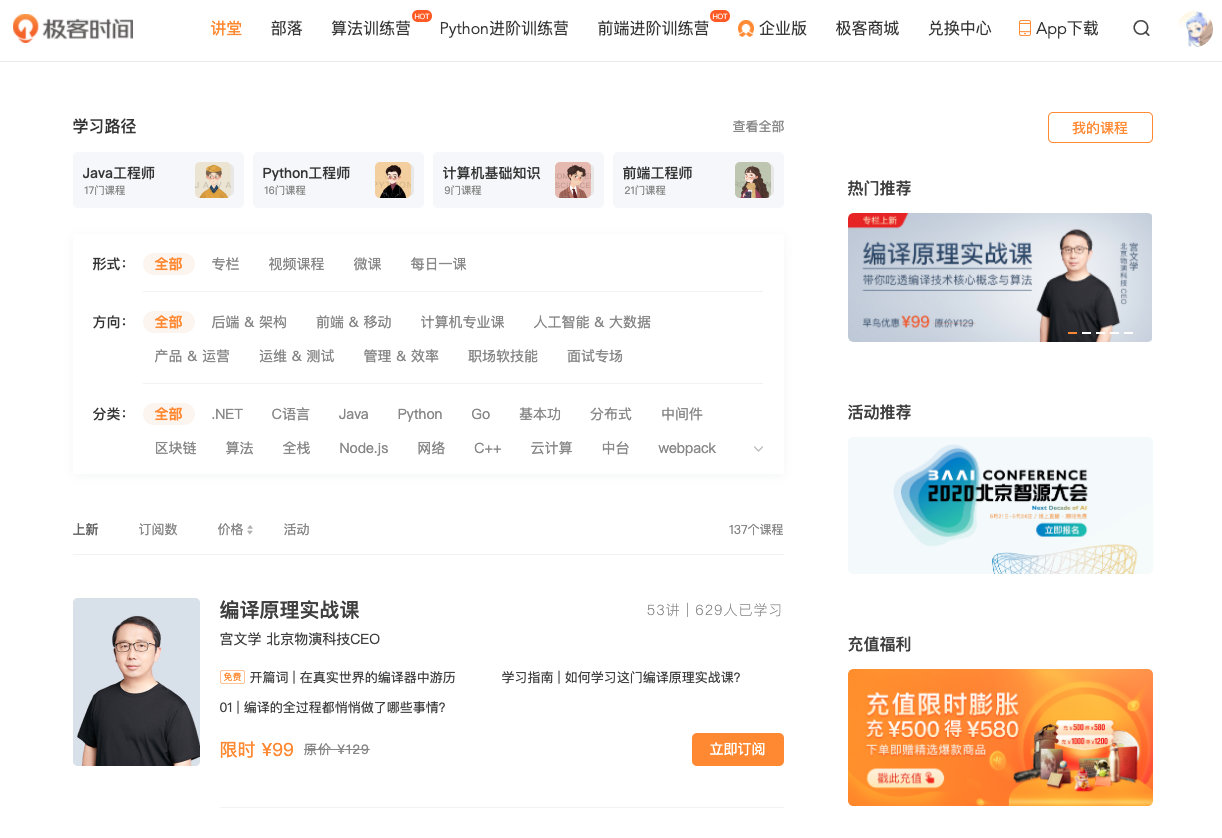 极客时间
讲堂 部落 算法训练营 HOT Python进阶训练营 前端进阶训练营 HOT 企业版 极客商城 兑换中心 App下载
学习路径 查看全部
Java工程师 Python工程师 计算机基础知识 前端工程师
17门课程 16门课程 9门课程 21门课程
形式： 全部 专栏 视频课程 微课 每日一课
方向： 全部 后端 & 架构 前端 & 移动 计算机专业课 人工智能 & 大数据
产品 & 运营 运维 & 测试 管理 & 效率 职场软技能 面试专场
分类： 全部 .NET C语言 Java Python Go 基本功 分布式 中间件
区块链 算法 全栈 Node.js 网络 C++ 云计算 中台 webpack
上新 订阅数 价格 活动 137个课程
编译原理实战课 53讲 | 629人已学习
宫文学 北京物演科技CEO
免费 开篇词 | 在真实世界的编译器中游历 学习指南 | 如何学习这门编译原理实战课?
01 | 编译的全过程都悄悄做了哪些事情?
限时 ¥99 原价 ¥129 立即订阅
我的课程
热门推荐
专栏上新
编译原理实战课
带你吃透编译技术核心概念与算法
早鸟优惠 ¥99 原价¥129
宫文学
北京物演科技CEO
活动推荐
BAAI CONFERENCE
2020北京智源大会
Next Decade of AI
立即报名
充值福利
充值限时膨胀
充 ¥500 得 ¥580
下单即赠精选爆款商品
戳此充值
充 ¥500 得 ¥580
充 ¥1000 得 ¥1200